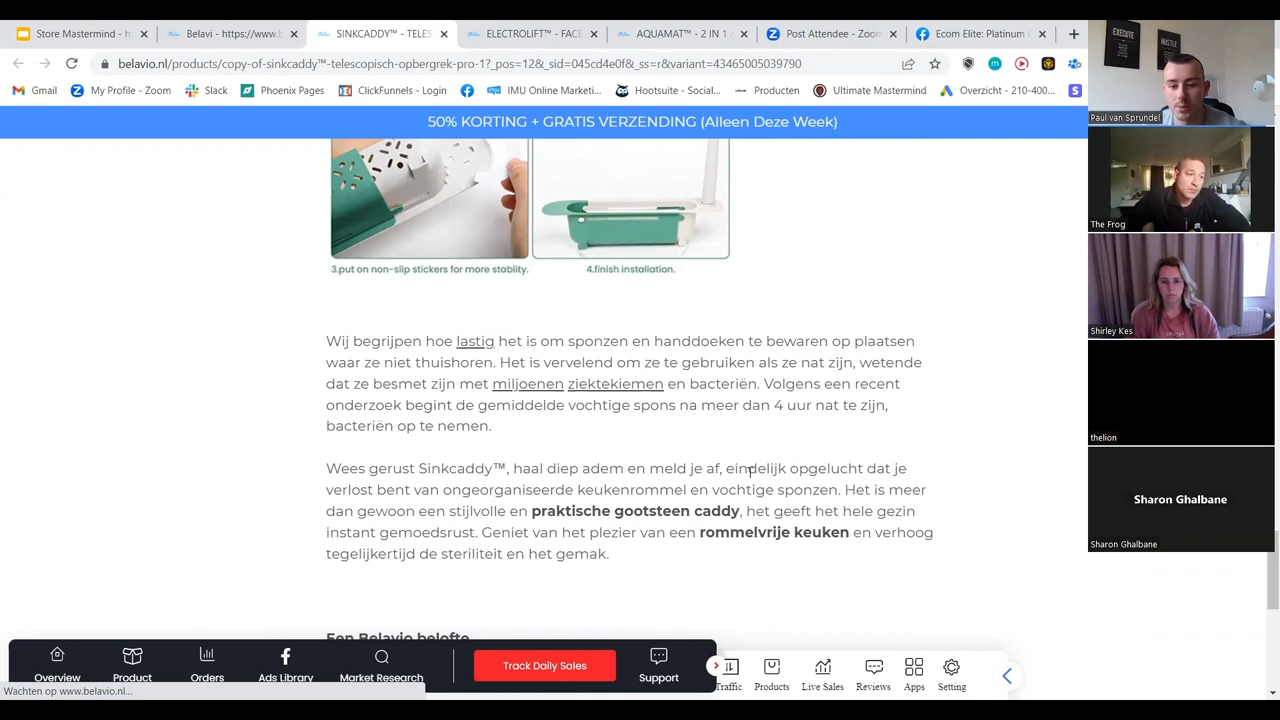 Store Mastermind - h
Belavi - https://www.b
SINKCADDY™ - TELES
ELECTROLIFT™ - FACE
AQUAMAT™ - 2 IN 1
Post Attendee - Zoom
Ecom Elite: Platinum
belavio.nl/products/copy-of-sinkcaddy™-telescopisch-opbergrek-pre-1?_pos=12&_sid=045cd4e0f&_ss=r&variant=43465005039790
Gmail
My Profile - Zoom
Slack
Phoenix Pages
ClickFunnels - Login
IMU Online Marketi...
Hootsuite - Social...
Producten
Ultimate Mastermind
Overzicht - 210-400...
50% KORTING + GRATIS VERZENDING (Alleen Deze Week)
3.put on non-slip stickers for more stablity.
4.finish installation.
Wij begrijpen hoe lastig het is om sponzen en handdoeken te bewaren op plaatsen
waar ze niet thuishoren. Het is vervelend om ze te gebruiken als ze nat zijn, wetende
dat ze besmet zijn met miljoenen ziektekiemen en bacteriën. Volgens een recent
onderzoek begint de gemiddelde vochtige spons na meer dan 4 uur nat te zijn,
bacteriën op te nemen.
Wees gerust Sinkcaddy™, haal diep adem en meld je af, eindelijk opgelucht dat je
verlost bent van ongeorganiseerde keukenrommel en vochtige sponzen. Het is meer
dan gewoon een stijlvolle en praktische gootsteen caddy, het geeft het hele gezin
instant gemoedsrust. Geniet van het plezier van een rommelvrije keuken en verhoog
tegelijkertijd de steriliteit en het gemak.
Een Belavio belofte
Overview
Product
Orders
Ads Library
Market Research
Track Daily Sales
Support
Traffic
Products
Live Sales
Reviews
Apps
Setting
Wachten op www.belavio.nl...
EXECUTE
HUSTLE
Paul van Sprundel
The Frog
Shirley Kes
thelion
Sharon Ghalbane
Sharon Ghalbane